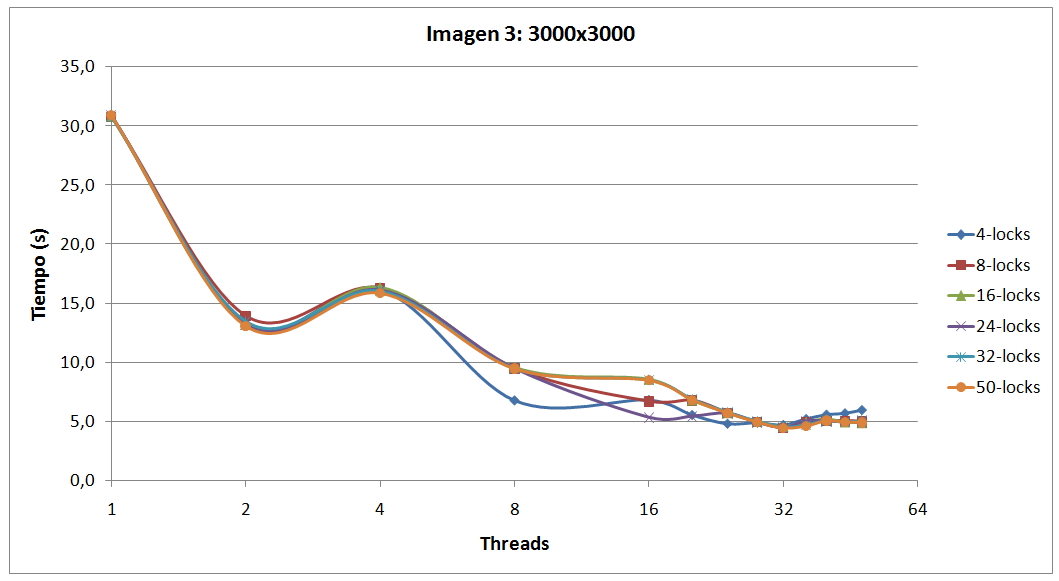 Imagen 3: 3000x3000
Tiempo (s)
35,0
30,0
25,0
20,0
15,0
10,0
5,0
0,0
1 2 4 8 16 32 64
Threads
4-locks
8-locks
16-locks
24-locks
32-locks
50-locks